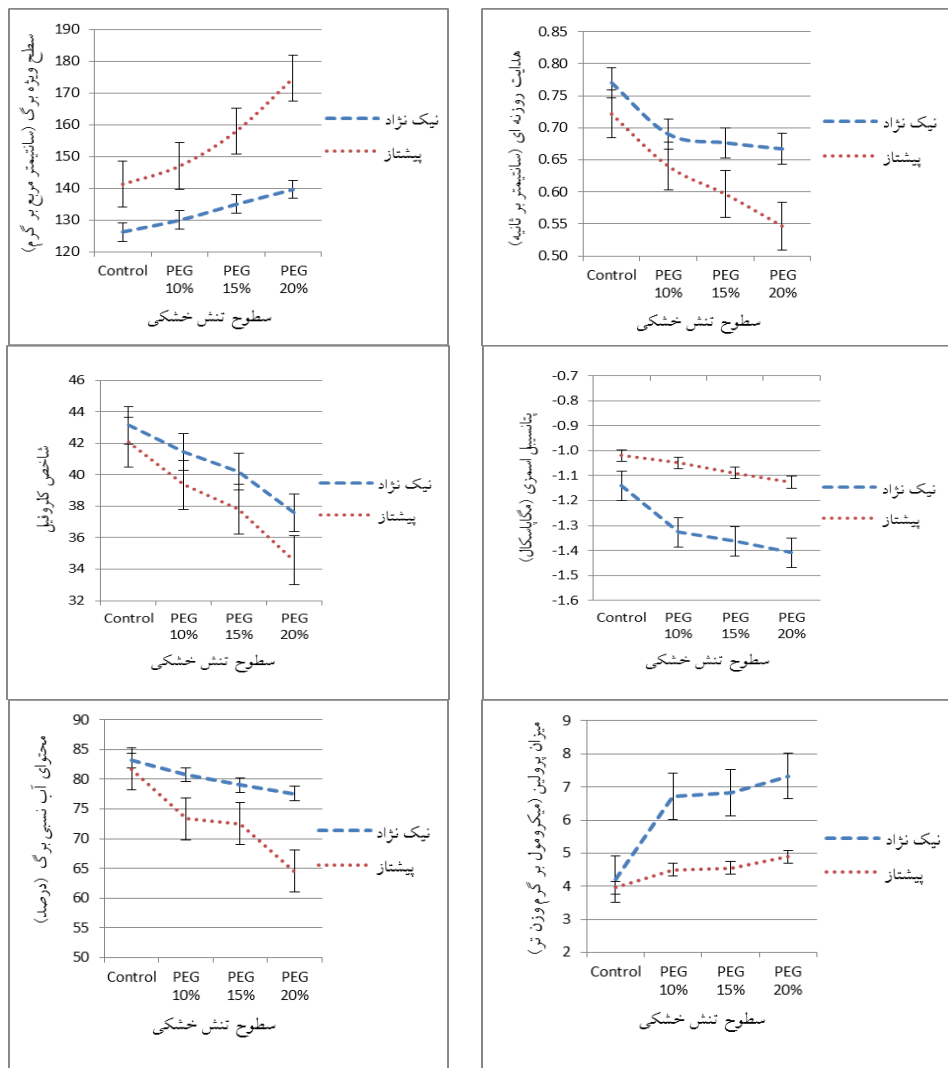 سطح ویژه برگ (سانتیمتر مربع بر گرم)
190
180
170
160
150
140
130
120
Control
PEG
10%
PEG
15%
PEG
20%
سطوح تنش خشکی
نیک نژاد
پیشتاز
هدایت روزنه ای (سانتیمتر بر ثانیه)
0.85
0.80
0.75
0.70
0.65
0.60
0.55
0.50
Control
PEG
10%
PEG
15%
PEG
20%
سطوح تنش خشکی
نیک نژاد
پیشتاز
شاخص کلروفیل
46
44
42
40
38
36
34
32
Control
PEG
10%
PEG
15%
PEG
20%
سطوح تنش خشکی
نیک نژاد
پیشتاز
پتانسیل اسمزی (مگاپاسکال)
-0.7
-0.8
-0.9
-1.0
-1.1
-1.2
-1.3
-1.4
-1.5
-1.6
Control
PEG
10%
PEG
15%
PEG
20%
سطوح تنش خشکی
نیک نژاد
پیشتاز
محتوای آب نسبی برگ (درصد)
90
85
80
75
70
65
60
55
50
Control
PEG
10%
PEG
15%
PEG
20%
سطوح تنش خشکی
نیک نژاد
پیشتاز
میزان پرولین (میکرومول بر گرم وزن تر)
9
8
7
6
5
4
3
2
Control
PEG
10%
PEG
15%
PEG
20%
سطوح تنش خشکی
نیک نژاد
پیشتاز